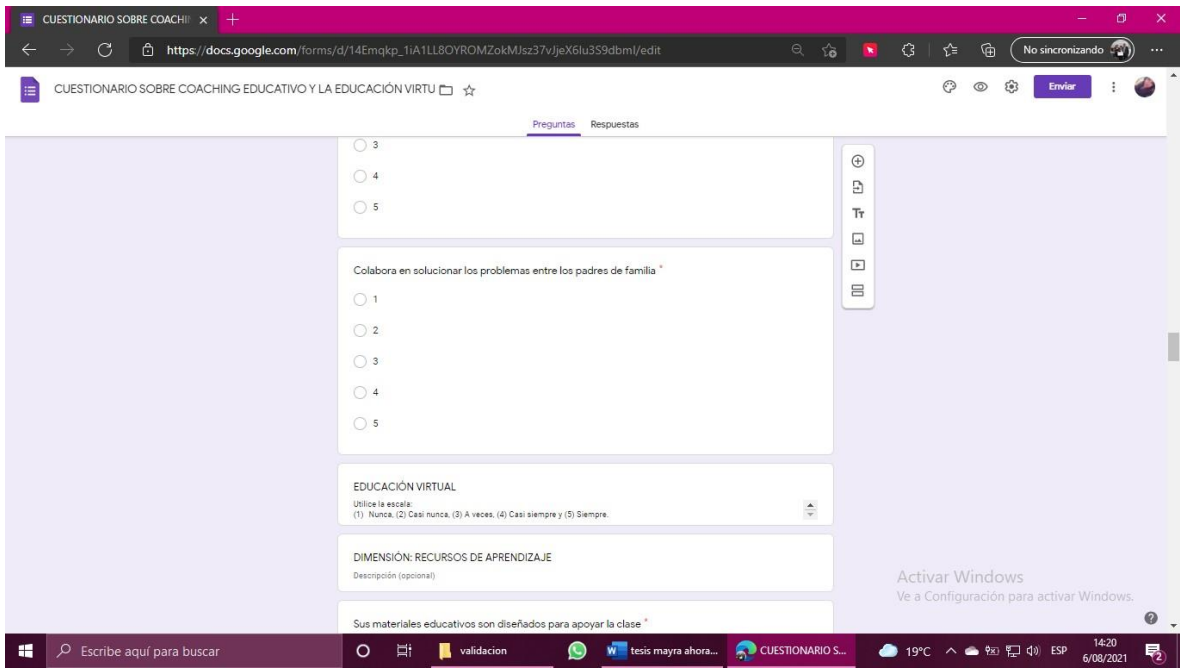 CUESTIONARIO SOBRE COACHIN
https://docs.google.com/forms/d/14Emqkp_1iA1LL8OYROMZokMJsz37vJjeX6Iu3S9dbmI/edit
No sincronizando
CUESTIONARIO SOBRE COACHING EDUCATIVO Y LA EDUCACIÓN VIRTU
Enviar
Preguntas Respuestas
3
4
5
Colabora en solucionar los problemas entre los padres de familia *
1
2
3
4
5
EDUCACIÓN VIRTUAL
Utilice la escala:
(1) Nunca, (2) Casi nunca, (3) A veces, (4) Casi siempre y (5) Siempre.
DIMENSIÓN: RECURSOS DE APRENDIZAJE
Descripción (opcional)
Sus materiales educativos son diseñados para apoyar la clase *
Activar Windows
Ve a Configuración para activar Windows.
Escribe aquí para buscar
validacion
tesis mayra ahora...
CUESTIONARIO S...
19°C
ESP
14:20
6/08/2021
2